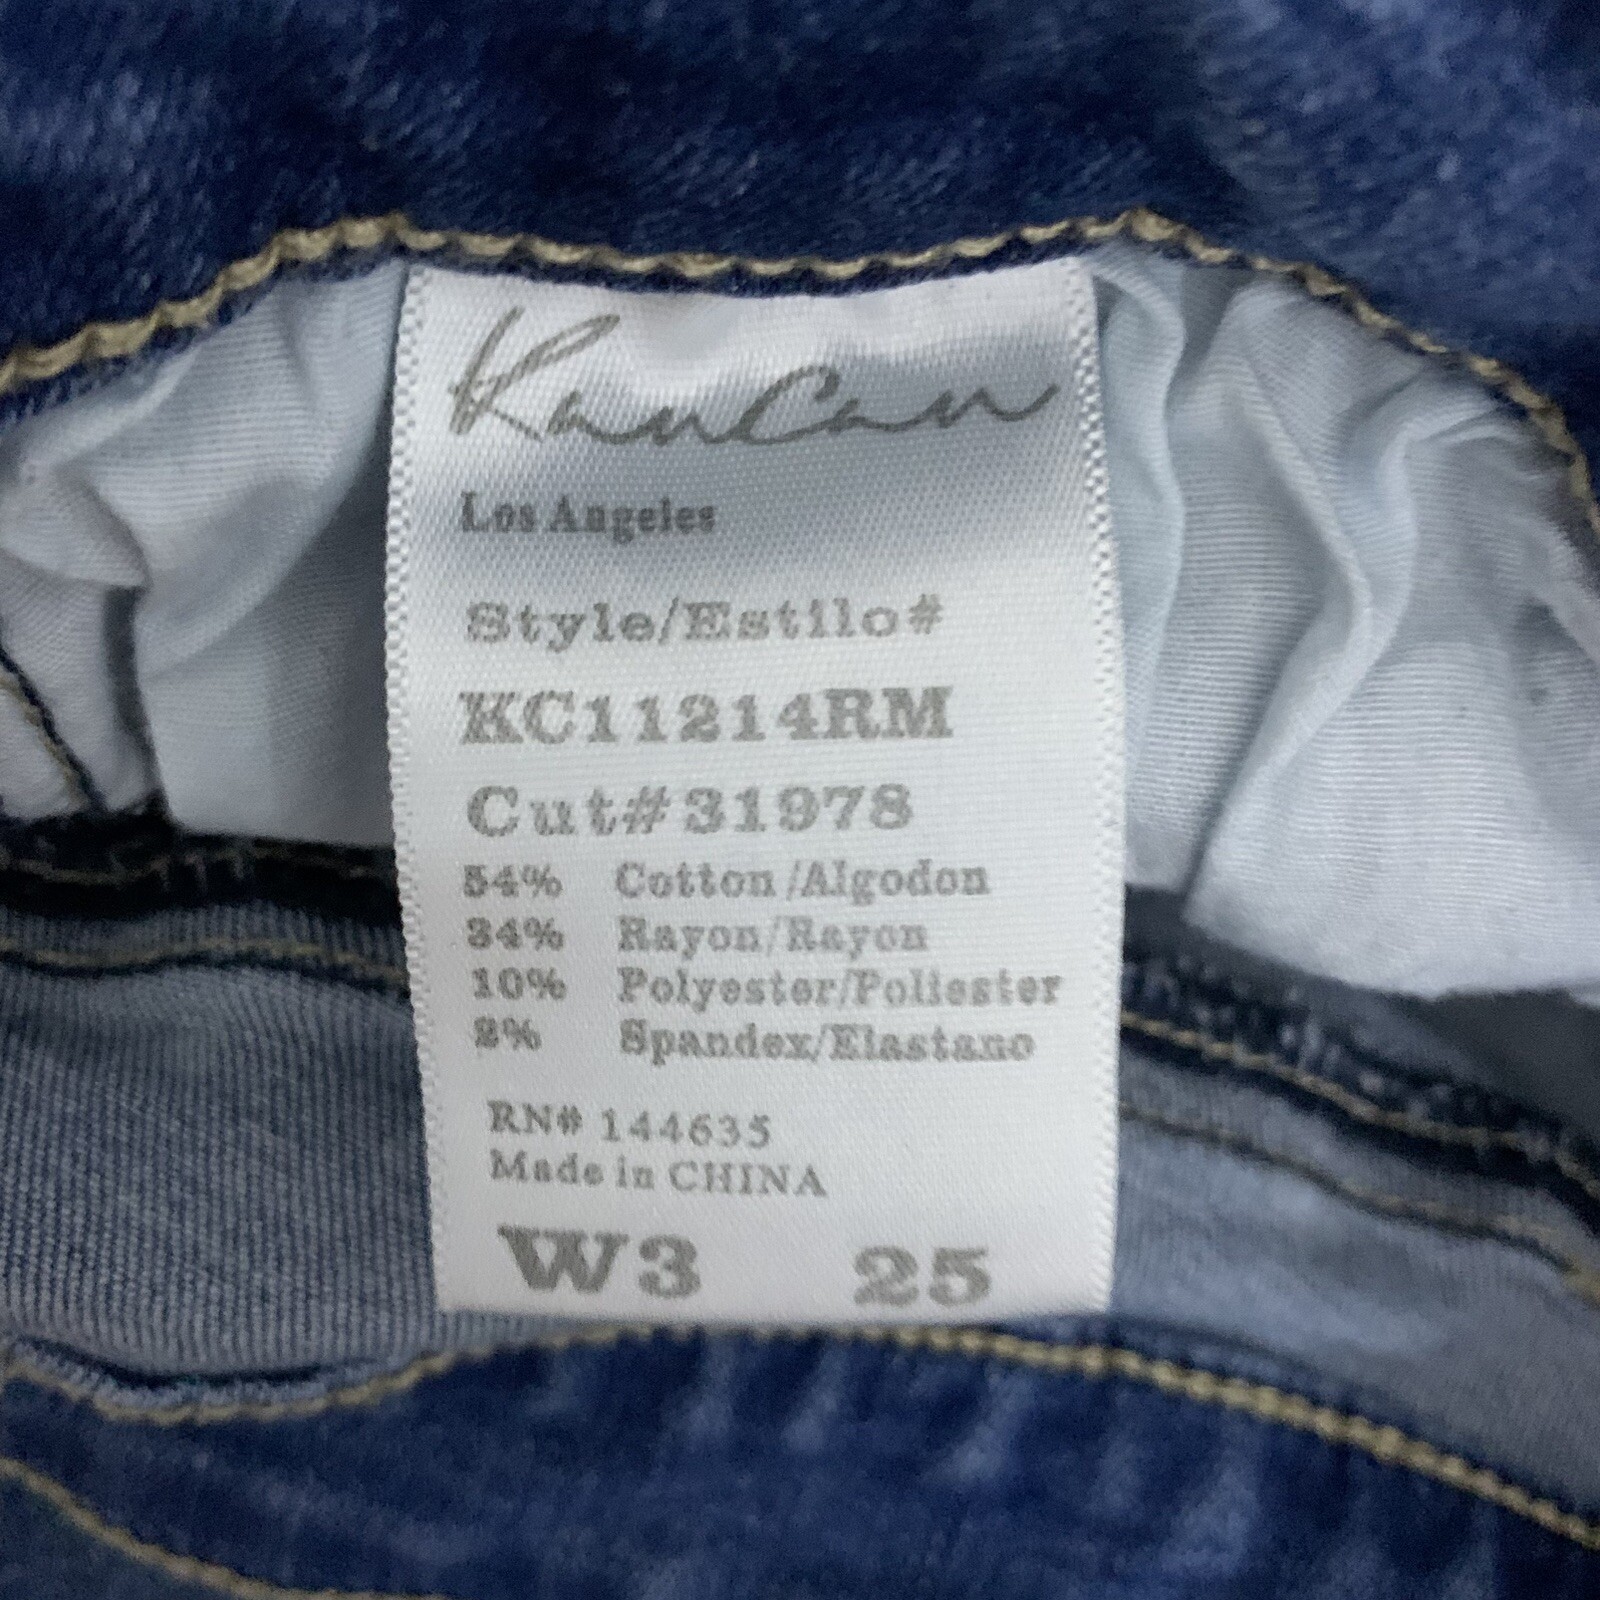 KanCan
Los Angeles
Style/Estilo#
KC11214RM
Cut#31978
54% Cotton/Algodon
34% Rayon/Rayon
10% Polyester/Poliester
2% Spandex/Elastano
RN# 144635
Made in CHINA
W3 25